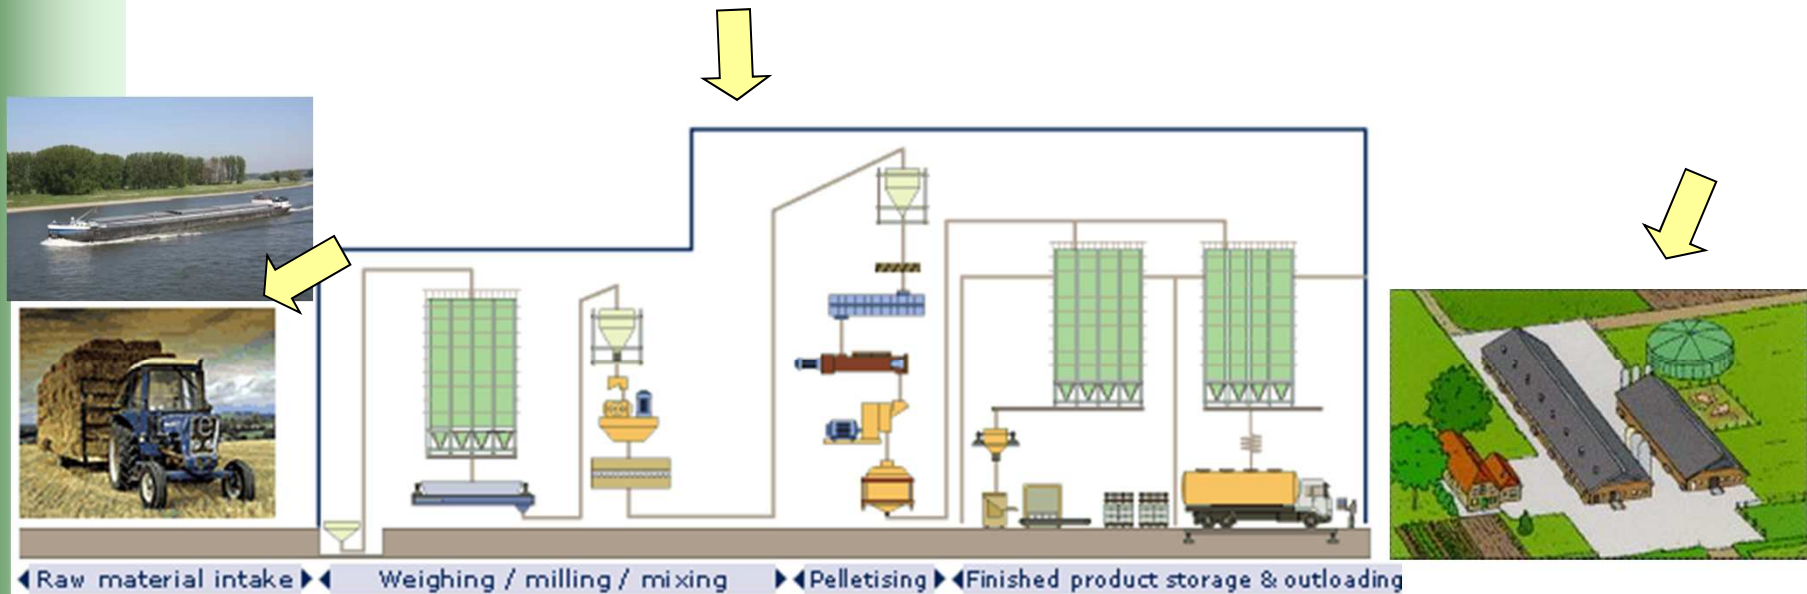 Raw material intake
Weighing / milling / mixing
Pelletising
Finished product storage & outloading